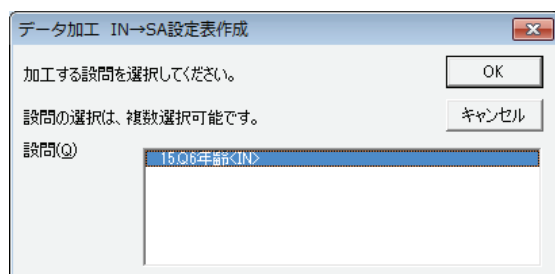 データ加工 IN→SA設定表作成
加工する設問を選択してください。
OK
設問の選択は、複数選択可能です。
キャンセル
設問(Q)
15.Q6年齢<IN>